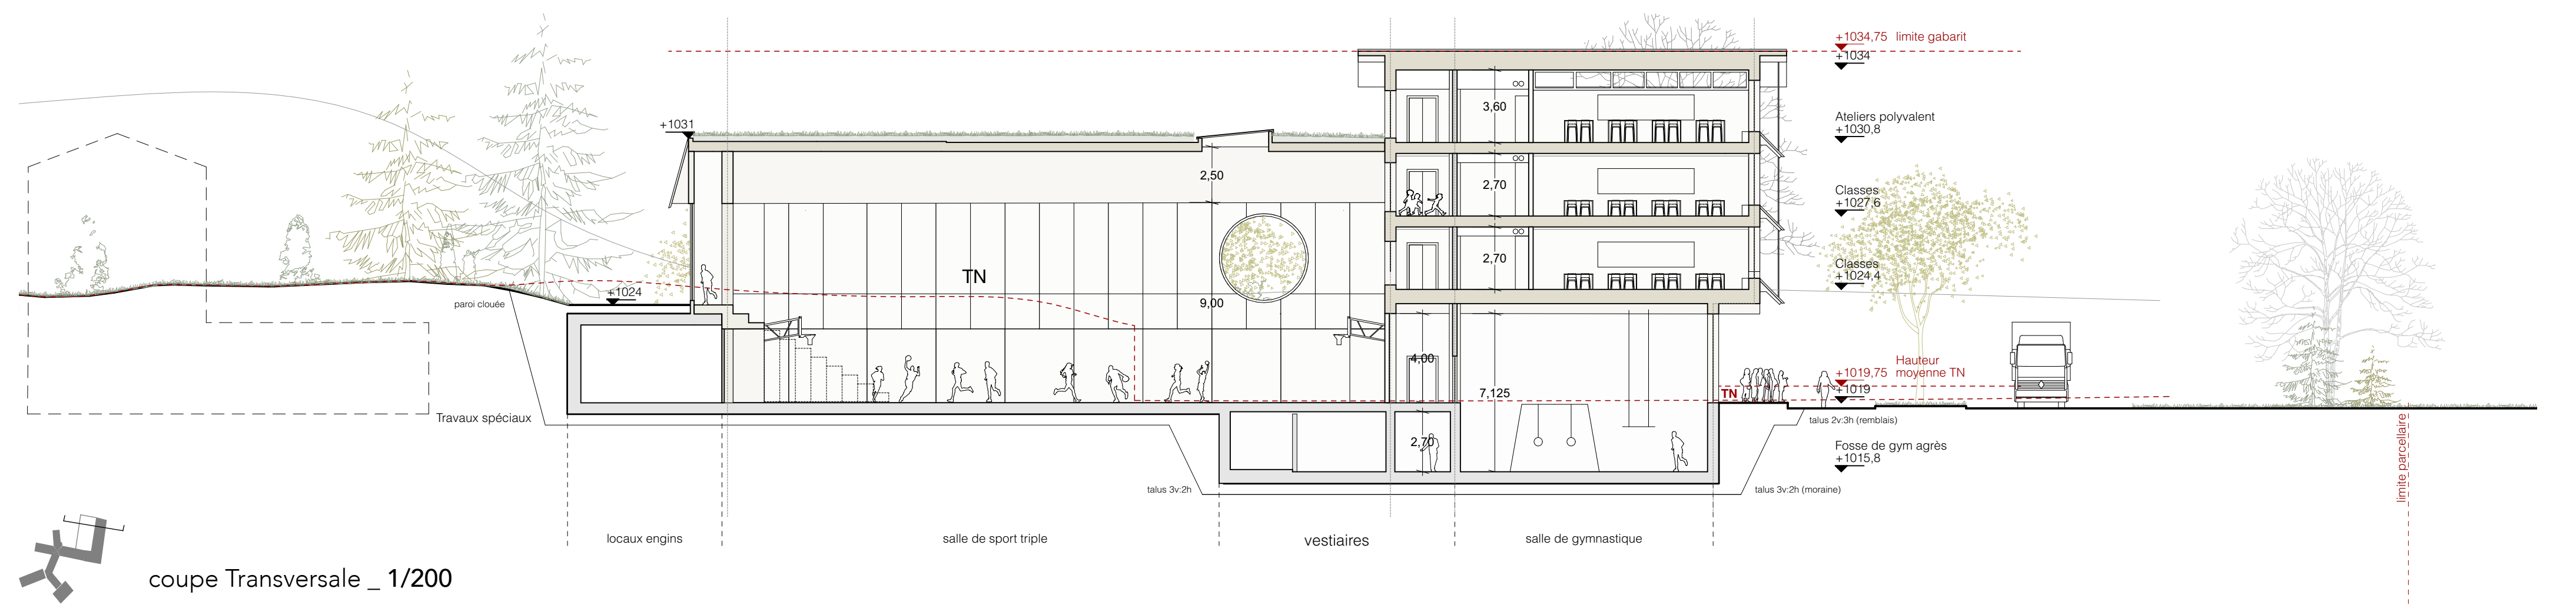 +1034,75 limite gabarit
+1034
3,60
Ateliers polyvalent
+1030,8
+1031
2,50
2,70
Classes
+1027,6
TN
2,70
Classes
+1024,4
+1024
paroi clouée
9,00
4,00
Hauteur
moyenne TN
+1019,75
+1019
TN
7,125
Travaux spéciaux
talus 2v:3h (remblais)
2,70
Fosse de gym agrès
+1015,8
limite parcellaire
talus 3v:2h
talus 3v:2h (moraine)
locaux engins
salle de sport triple
vestiaires
salle de gymnastique
coupe Transversale _ 1/200